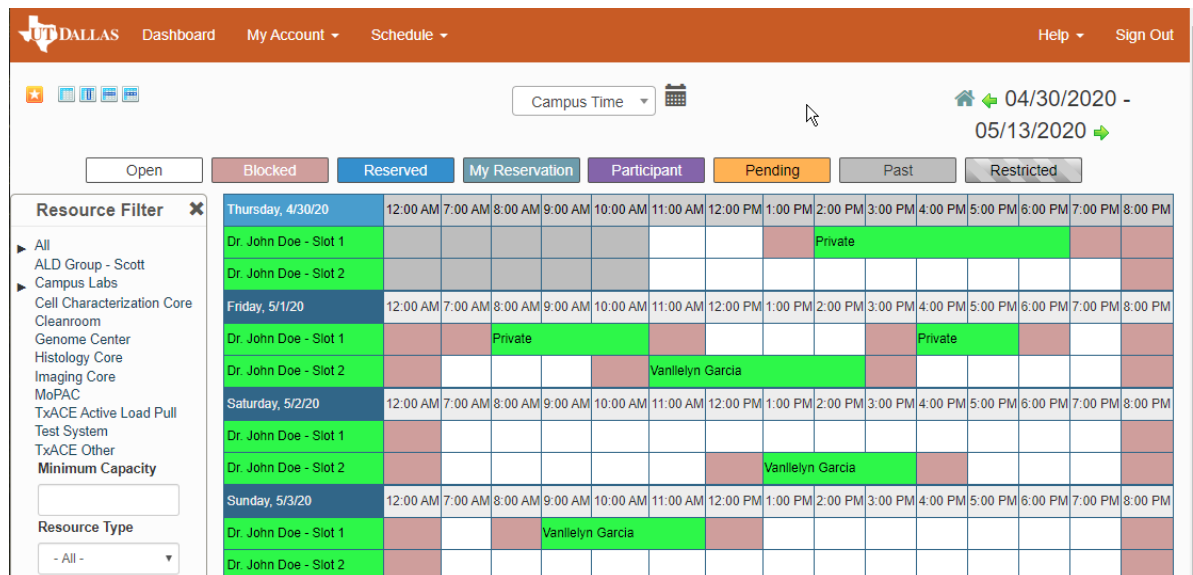 UT DALLAS Dashboard My Account Schedule Help Sign Out
Campus Time 04/30/2020 -
05/13/2020
Open Blocked Reserved My Reservation Participant Pending Past Restricted
Resource Filter
All
ALD Group - Scott
Campus Labs
Cell Characterization Core
Cleanroom
Genome Center
Histology Core
Imaging Core
MoPAC
TxACE Active Load Pull
Test System
TxACE Other
Minimum Capacity
Resource Type
- All -
Thursday, 4/30/20 12:00 AM 7:00 AM 8:00 AM 9:00 AM 10:00 AM 11:00 AM 12:00 PM 1:00 PM 2:00 PM 3:00 PM 4:00 PM 5:00 PM 6:00 PM 7:00 PM 8:00 PM
Dr. John Doe - Slot 1 Private
Dr. John Doe - Slot 2
Friday, 5/1/20 12:00 AM 7:00 AM 8:00 AM 9:00 AM 10:00 AM 11:00 AM 12:00 PM 1:00 PM 2:00 PM 3:00 PM 4:00 PM 5:00 PM 6:00 PM 7:00 PM 8:00 PM
Dr. John Doe - Slot 1 Private Private
Dr. John Doe - Slot 2 Vanllelyn Garcia
Saturday, 5/2/20 12:00 AM 7:00 AM 8:00 AM 9:00 AM 10:00 AM 11:00 AM 12:00 PM 1:00 PM 2:00 PM 3:00 PM 4:00 PM 5:00 PM 6:00 PM 7:00 PM 8:00 PM
Dr. John Doe - Slot 1
Dr. John Doe - Slot 2 Vanllelyn Garcia
Sunday, 5/3/20 12:00 AM 7:00 AM 8:00 AM 9:00 AM 10:00 AM 11:00 AM 12:00 PM 1:00 PM 2:00 PM 3:00 PM 4:00 PM 5:00 PM 6:00 PM 7:00 PM 8:00 PM
Dr. John Doe - Slot 1 Vanllelyn Garcia
Dr. John Doe - Slot 2